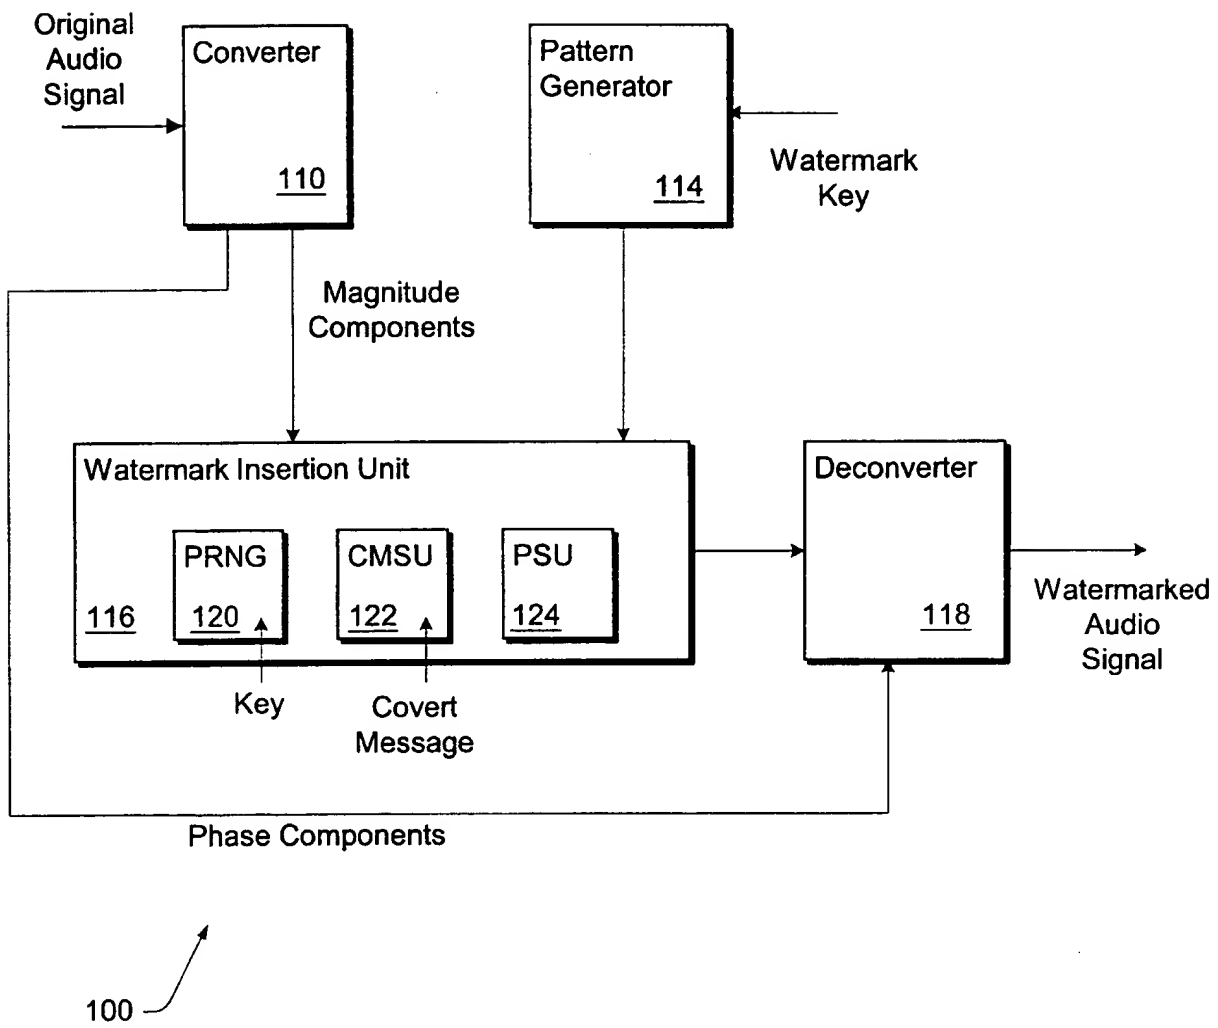 Original
Audio
Signal
Converter
110
Pattern
Generator
114
Watermark
Key
Magnitude
Components
Watermark Insertion Unit
116
PRNG
120
CMSU
122
PSU
124
Key
Covert
Message
Deconverter
118
Watermarked
Audio
Signal
Phase Components
100